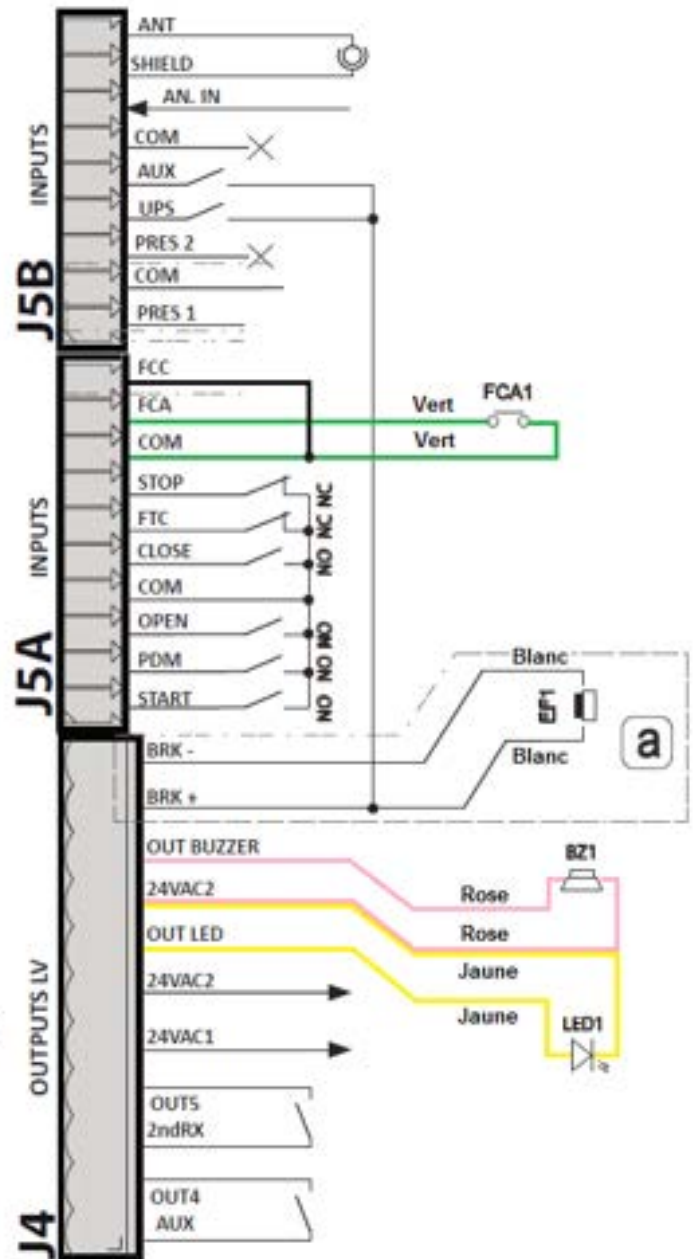 J5B
INPUTS
ANT
SHIELD
AN. IN
COM
AUX
UPS
PRES 2
COM
PRES 1
J5A
INPUTS
FCC
FCA
Vert
FCA1
COM
Vert
STOP
NC
FTC
NC
CLOSE
NO
COM
OPEN
NO
PDM
NO
START
NO
J4
OUTPUTS LV
BRK -
Blanc
EF1
a
Blanc
BRK +
OUT BUZZER
BZ1
Rose
24VAC2
Rose
OUT LED
Jaune
Jaune
LED1
24VAC2
24VAC1
OUT5
2ndRX
OUT4
AUX